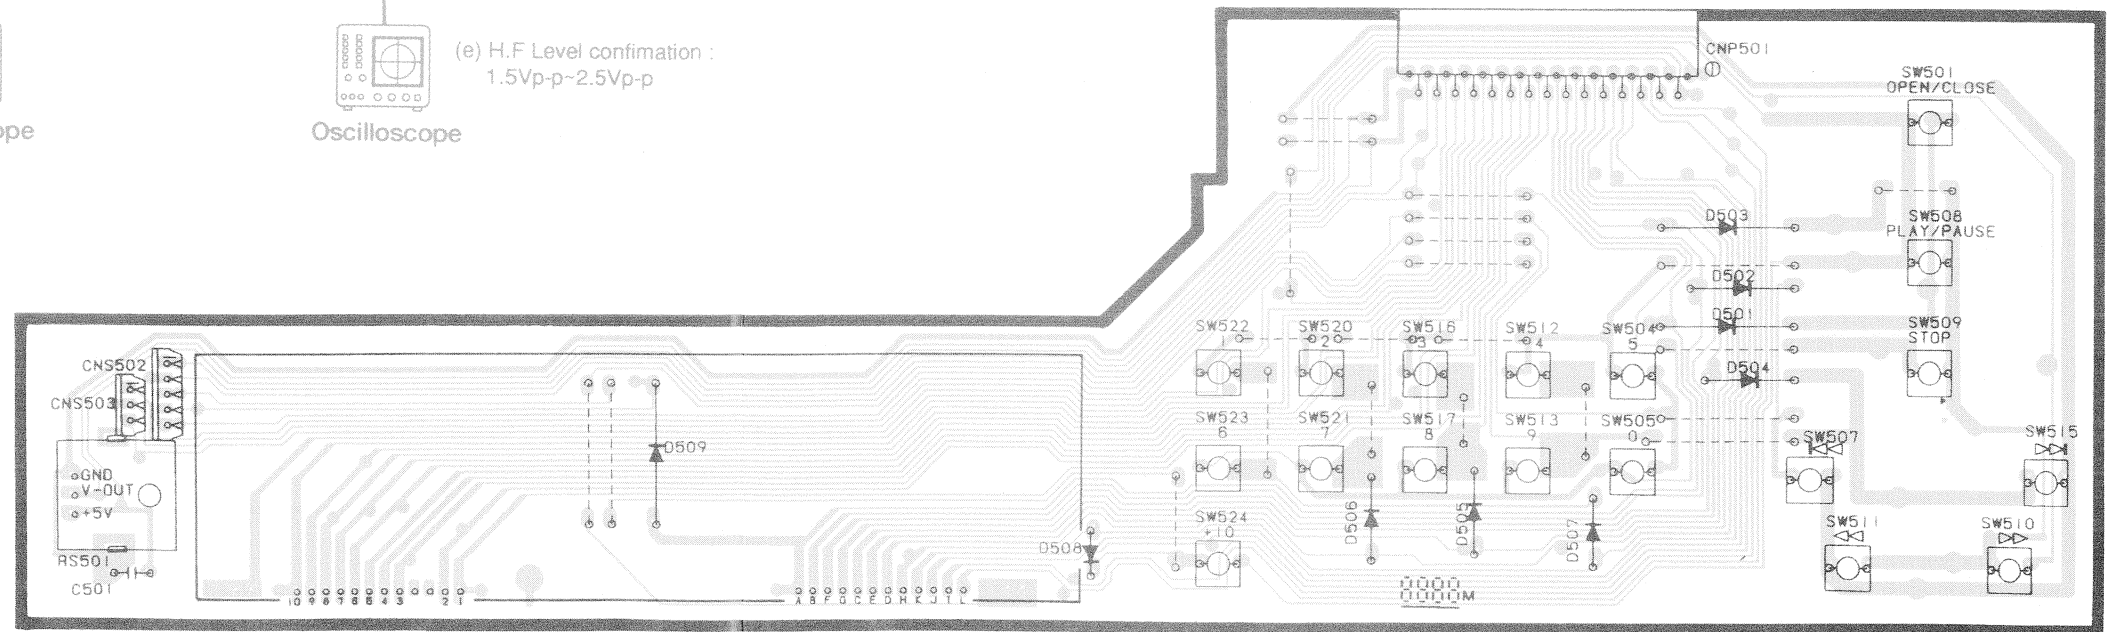 (e) H.F Level confimation :
1.5Vp-p~2.5Vp-p
ope
Oscilloscope
CNP501
SW501
OPEN/CLOSE
D503
SW508
PLAY/PAUSE
D502
D501
SW509
STOP
D504
SW522
1
SW520
2
SW516
3
SW512
4
SW504
5
CNS502
CNS503
SW523
6
SW521
7
SW517
8
SW513
9
SW505
0
SW507
SW515
D509
GND
V-OUT
+5V
SW524
+10
D506
D505
D507
SW511
SW510
D508
RS501
C501
10 9 8 7 6 5 4 3 2 1
A B F G C E D H K J I L